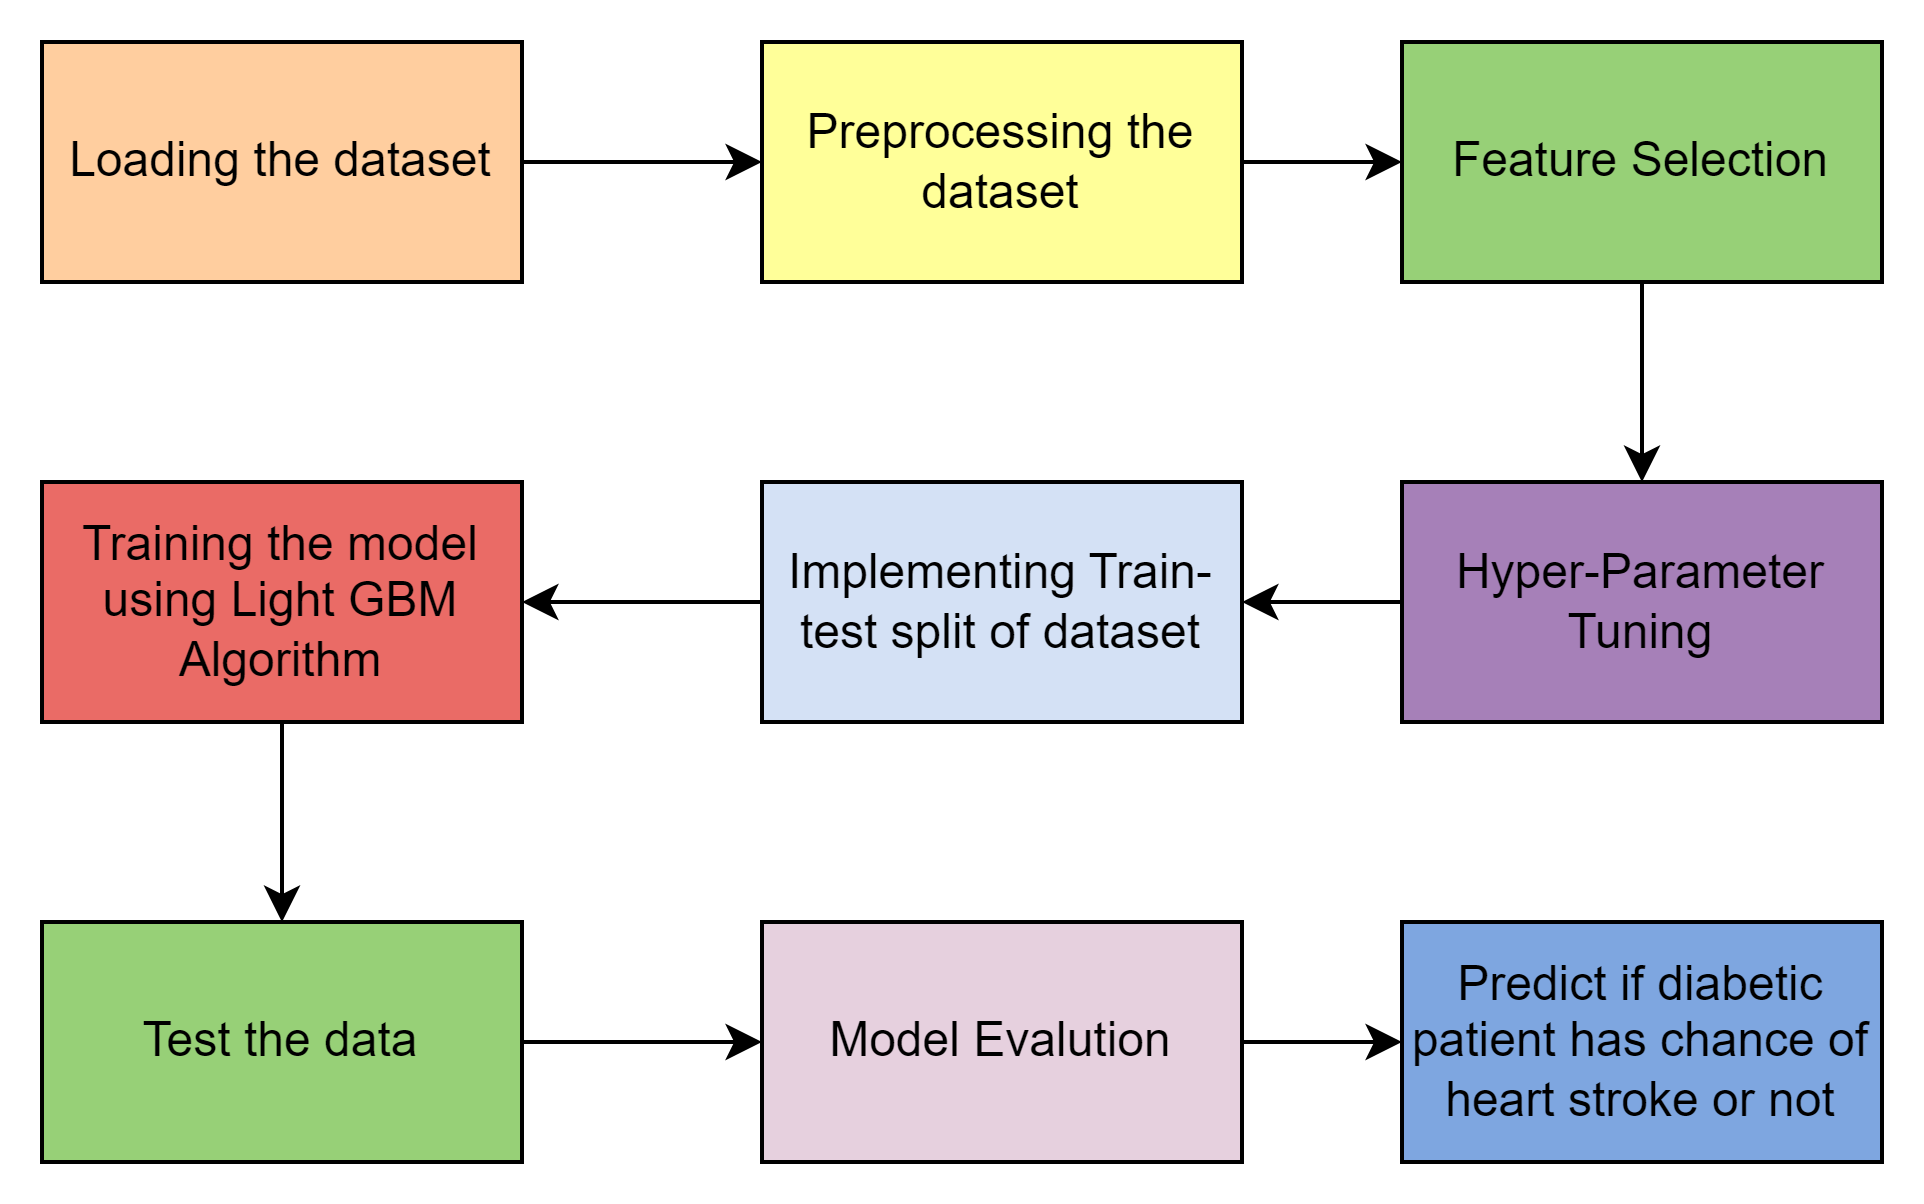 Loading the dataset
Preprocessing the
dataset
Feature Selection
Hyper-Parameter
Tuning
Implementing Train-
test split of dataset
Training the model
using Light GBM
Algorithm
Test the data
Model Evalution
Predict if diabetic
patient has chance of
heart stroke or not